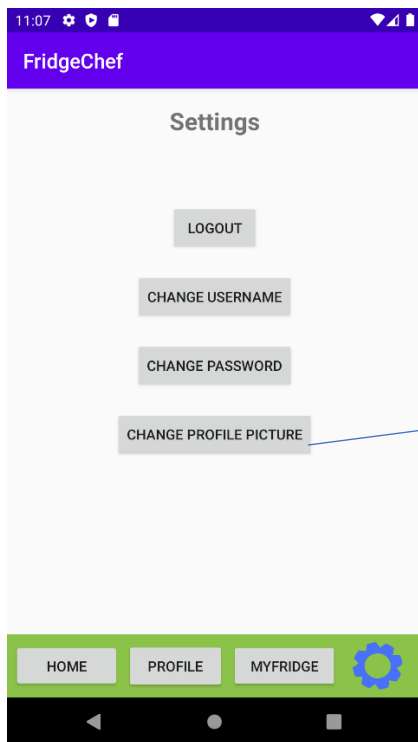 11:07
FridgeChef
Settings
LOGOUT
CHANGE USERNAME
CHANGE PASSWORD
CHANGE PROFILE PICTURE
HOME PROFILE MYFRIDGE